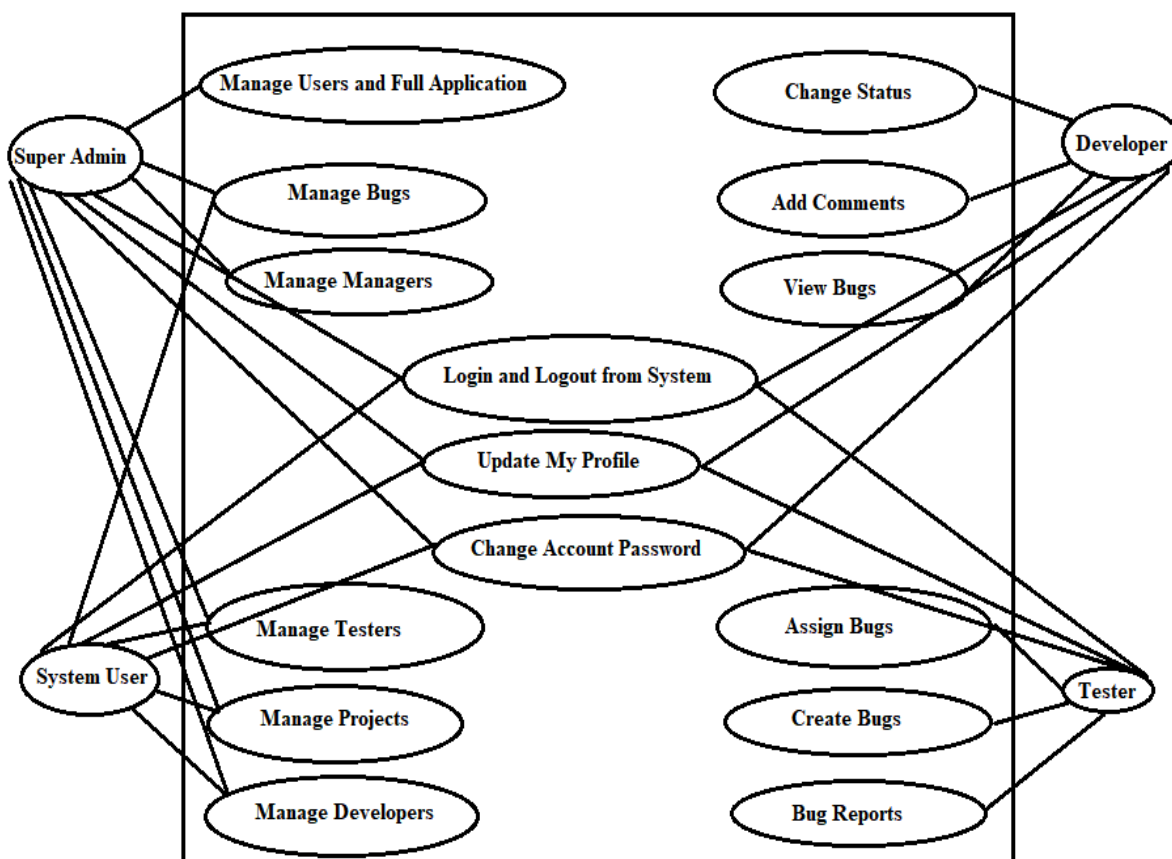 Manage Users and Full Application
Change Status
Super Admin
Developer
Manage Bugs
Add Comments
Manage Managers
View Bugs
Login and Logout from System
Update My Profile
Change Account Password
Manage Testers
Assign Bugs
System User
Tester
Manage Projects
Create Bugs
Manage Developers
Bug Reports